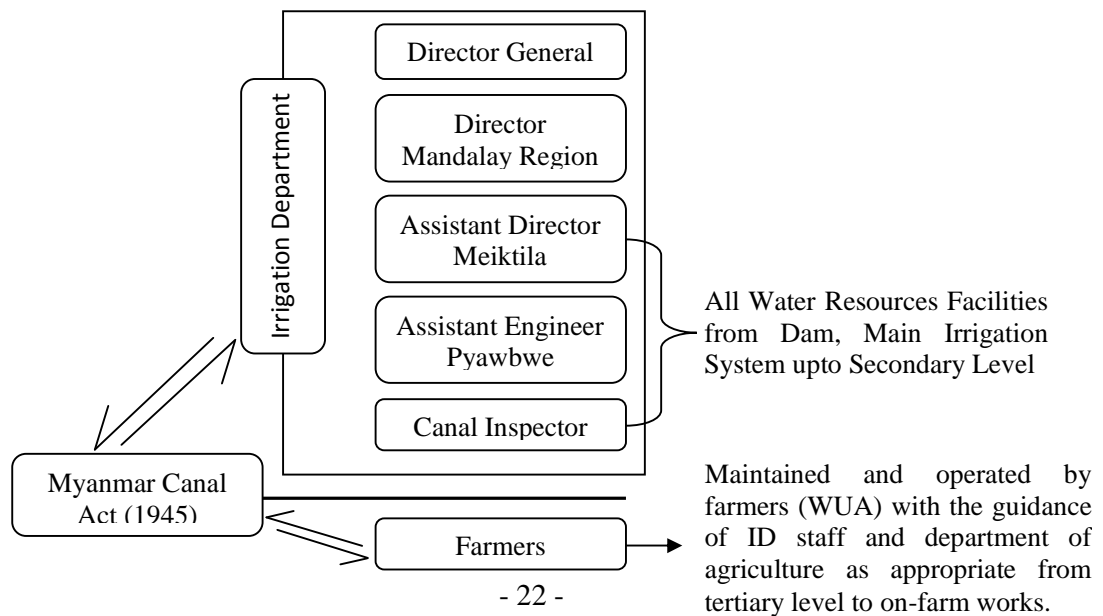 Director General
Irrigation Department
Director
Mandalay Region
Assistant Director
Meiktila
Assistant Engineer
Pyawbwe
Canal Inspector
All Water Resources Facilities
from Dam, Main Irrigation
System upto Secondary Level
Myanmar Canal
Act (1945)
Farmers
Maintained and operated by
farmers (WUA) with the guidance
of ID staff and department of
agriculture as appropriate from
tertiary level to on-farm works.
- 22 -